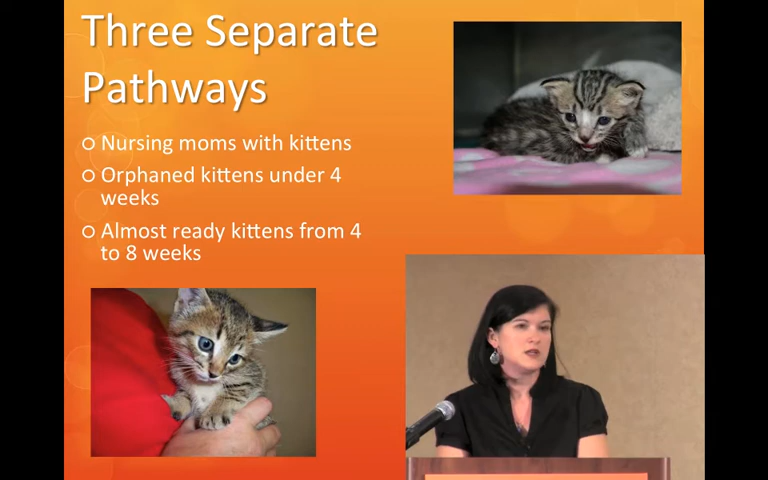 Three Separate
Pathways
Nursing moms with kittens
Orphaned kittens under 4
weeks
Almost ready kittens from 4
to 8 weeks